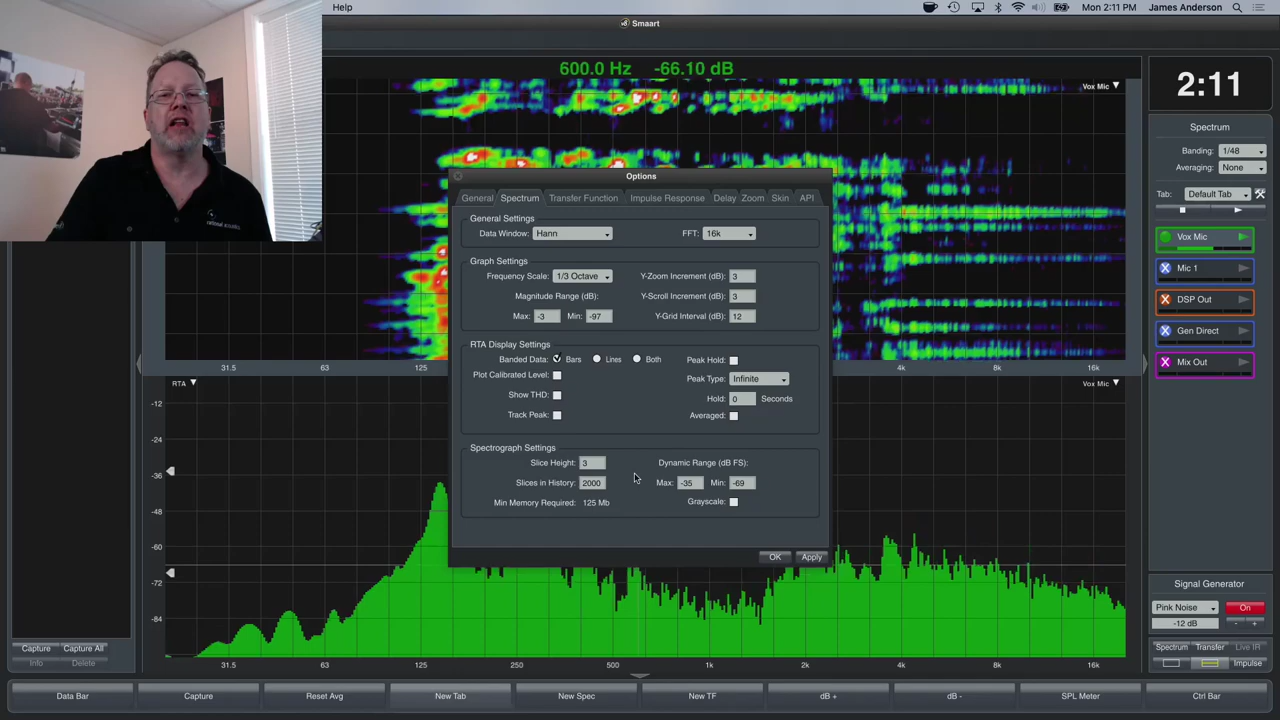 Help
Mon 2:11 PM James Anderson
Smaart
600.0 Hz -66.10 dB
Vox Mic
2:11
Spectrum
Banding: 1/48
Averaging: None
Tab: Default Tab
Vox Mic
Mic 1
DSP Out
Gen Direct
Mix Out
Options
General Spectrum Transfer Function Impulse Response Delay Zoom Skin API
General Settings
Data Window: Hann FFT: 16k
Graph Settings
Frequency Scale: 1/3 Octave Y-Zoom Increment (dB): 3
Magnitude Range (dB): Y-Scroll Increment (dB): 3
Max: -3 Min: -97 Y-Grid Interval (dB): 12
RTA Display Settings
Banded Data: Bars Lines Both Peak Hold:
Plot Calibrated Level: Peak Type: Infinite
Show THD: Hold: 0 Seconds
Track Peak: Averaged:
Spectrograph Settings
Slice Height: 3 Dynamic Range (dB FS):
Slices in History: 2000 Max: -35 Min: -69
Min Memory Required: 125 Mb Grayscale:
OK Apply
31.5 63 125 4k 8k 16k
RTA Vox Mic
-12
-24
-36
-48
-60
-72
-84
31.5 63 125 250 500 1k 2k 4k 8k 16k
Signal Generator
Pink Noise On
-12 dB - +
Capture Capture All
Info Delete
Spectrum Transfer Live IR
Impulse
Data Bar Capture Reset Avg New Tab New Spec New TF dB + dB - SPL Meter Ctrl Bar